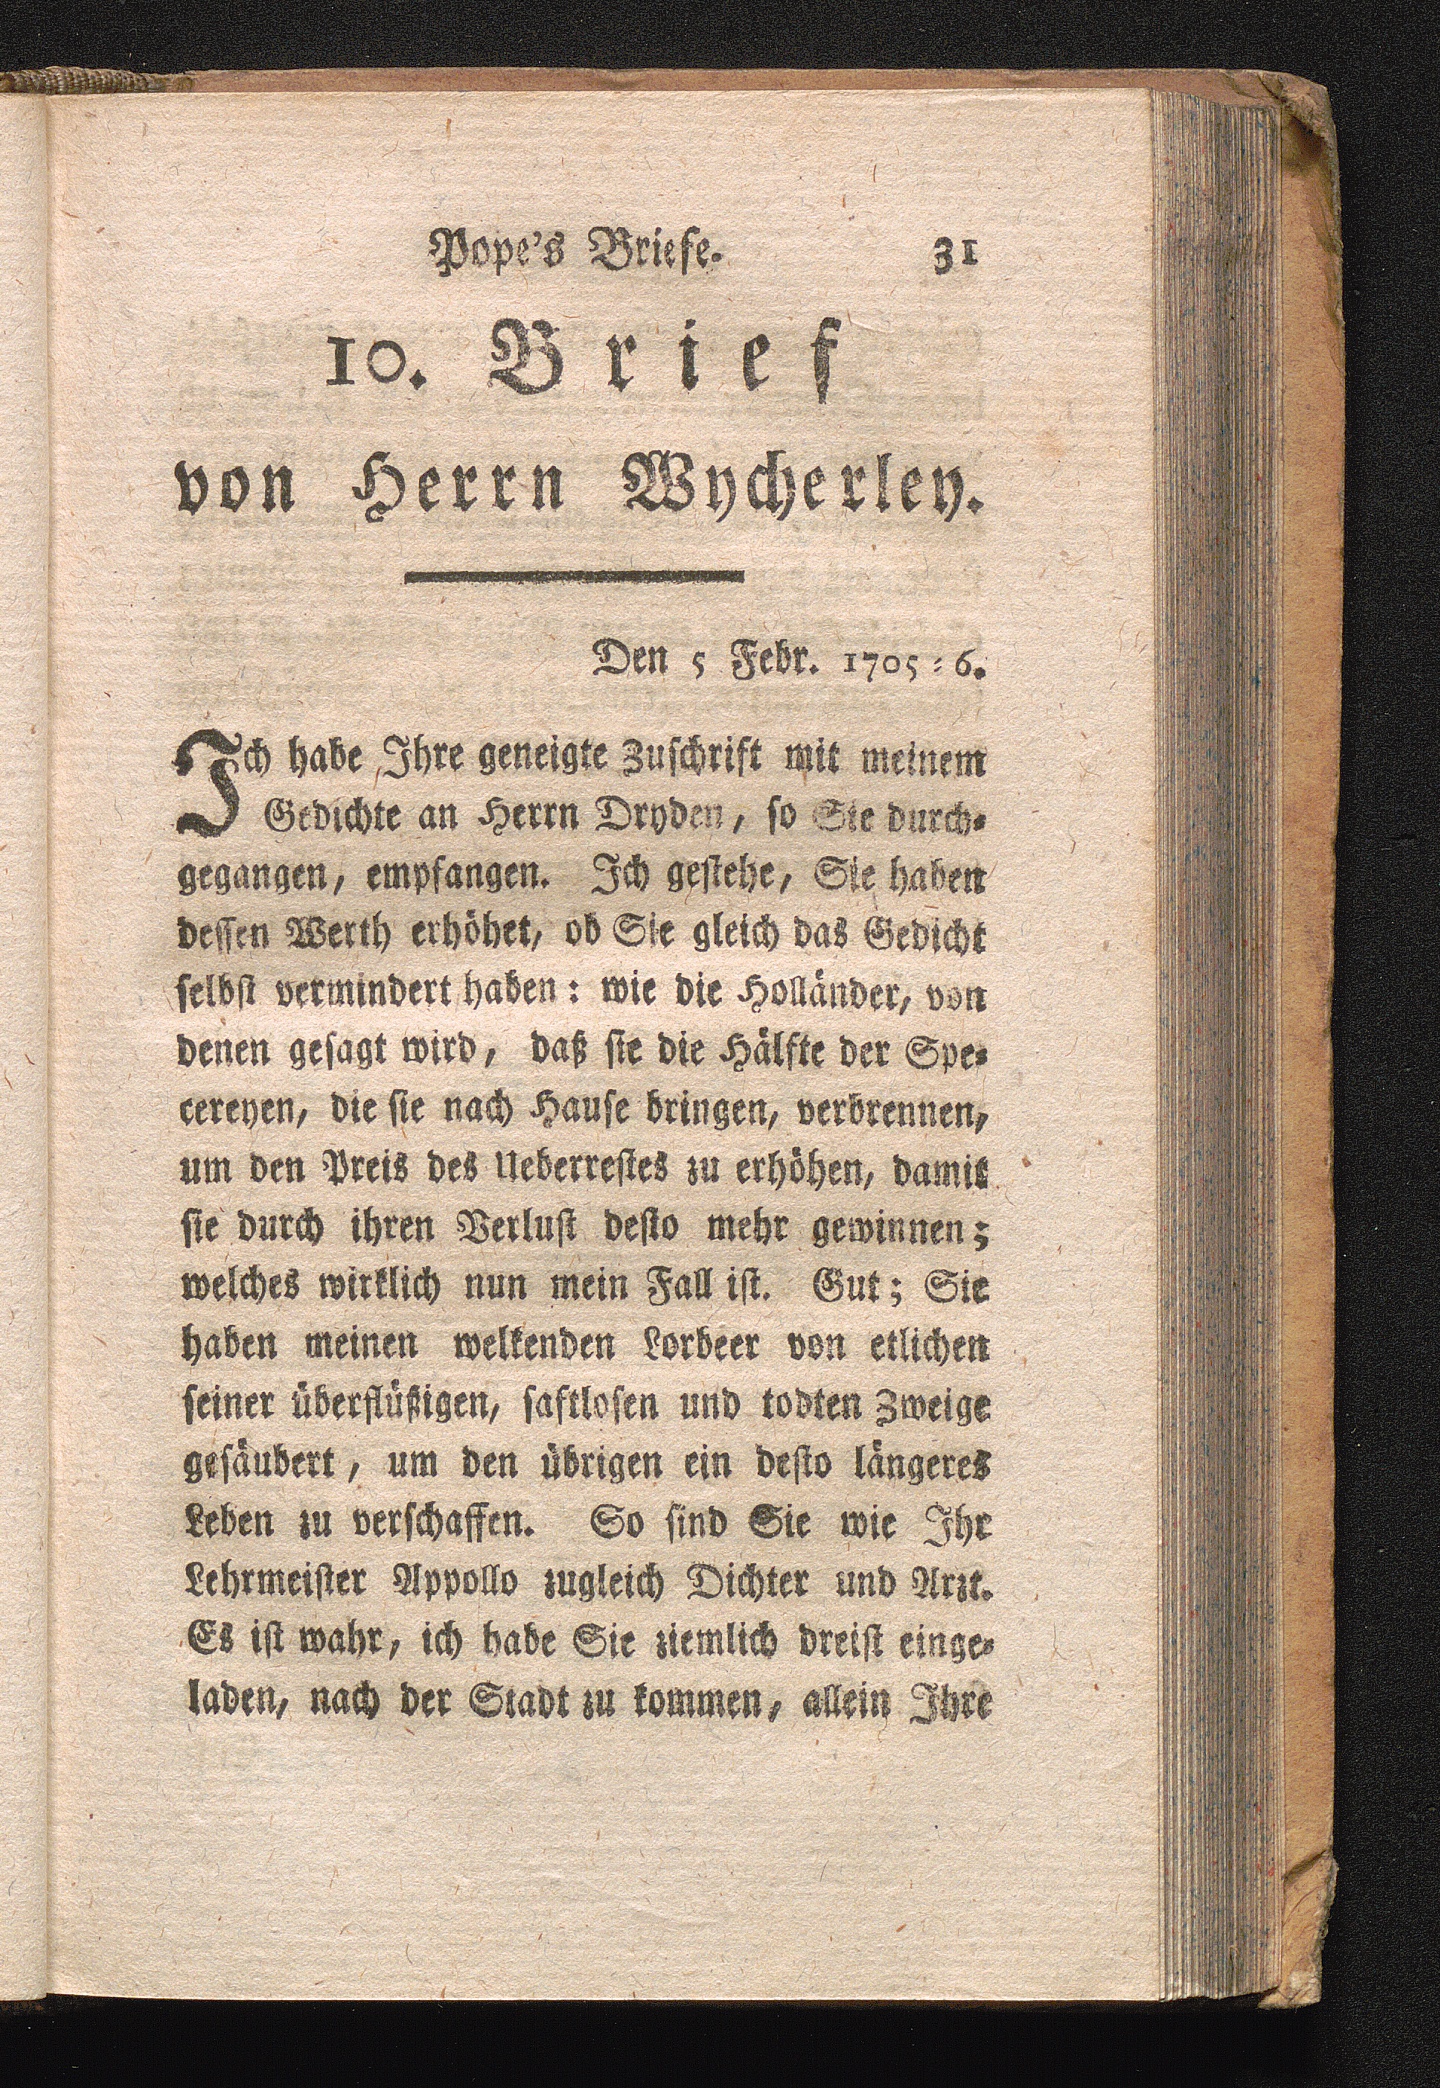 Pope's Briefe. 31
10. Brief
von Herrn Wycherley.
Den 5 Febr. 1705=6.
Ich habe Ihre geneigte Zuschrift mit meinem
Gedichte an Herrn Dryden, so Sie durch-
gegangen, empfangen. Ich gestehe, Sie haben
dessen Werth erhöhet, ob Sie gleich das Gedicht
selbst vermindert haben: wie die Holländer, von
denen gesagt wird, daß sie die Hälfte der Spe-
cereyen, die sie nach Hause bringen, verbrennen,
um den Preis des Ueberrestes zu erhöhen, damit
sie durch ihren Verlust desto mehr gewinnen;
welches wirklich nun mein Fall ist. Gut; Sie
haben meinen welkenden Lorbeer von etlichen
seiner überflüßigen, saftlosen und todten Zweige
gesäubert, um den übrigen ein desto längeres
Leben zu verschaffen. So sind Sie wie Ihr
Lehrmeister Appollo zugleich Dichter und Arzt.
Es ist wahr, ich habe Sie ziemlich dreist einge-
laden, nach der Stadt zu kommen, allein Ihre